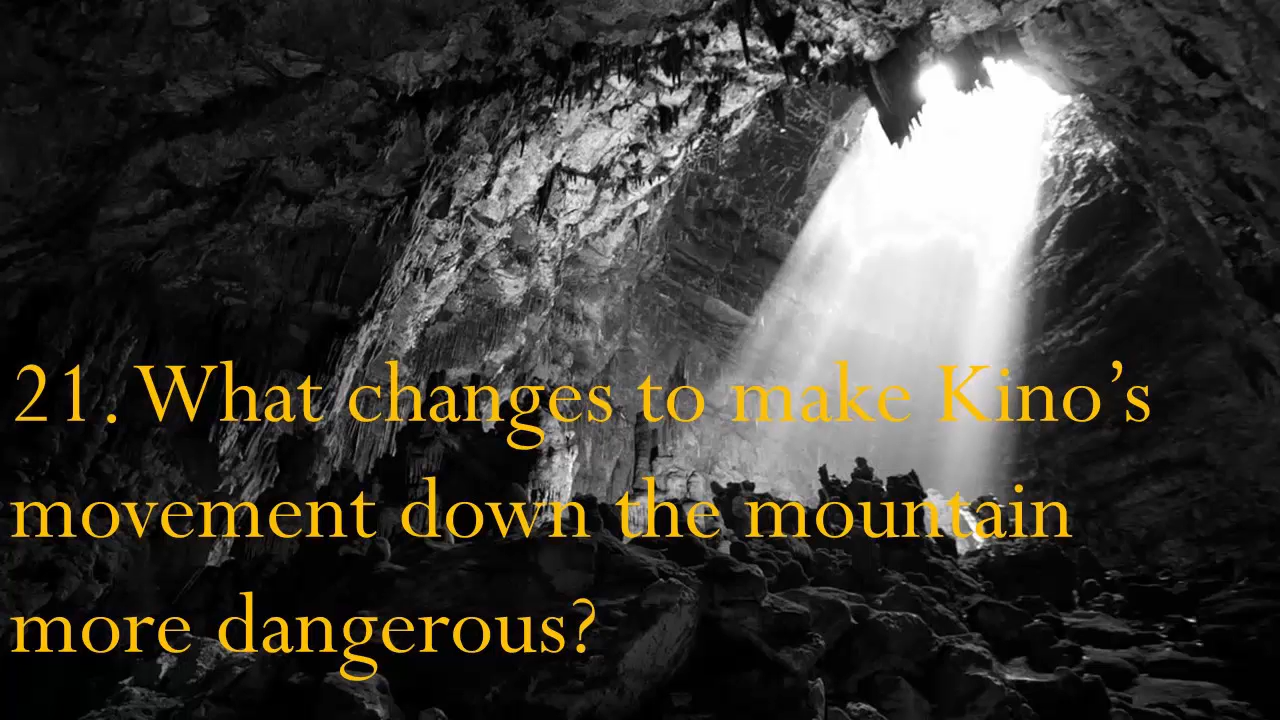 21. What changes to make Kino’s
movement down the mountain
more dangerous?